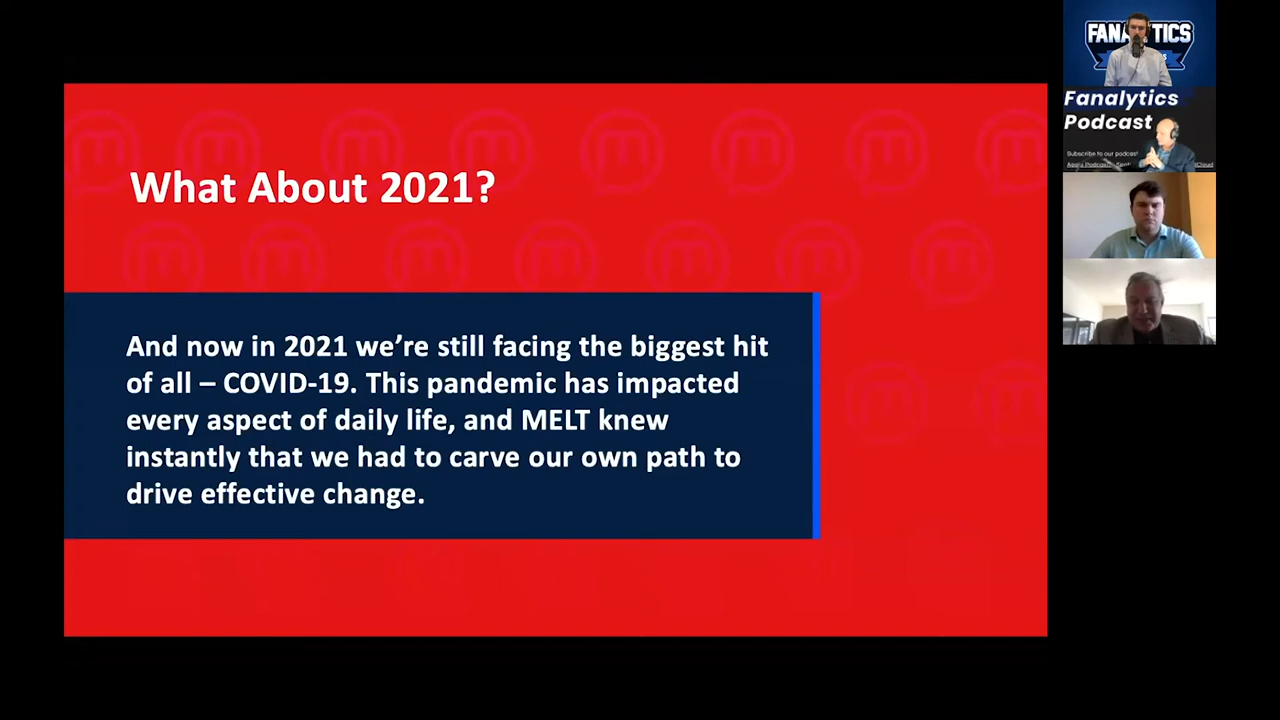 What About 2021?
And now in 2021 we’re still facing the biggest hit
of all – COVID-19. This pandemic has impacted
every aspect of daily life, and MELT knew
instantly that we had to carve our own path to
drive effective change.
Fanalytics
Podcast
Subscribe to our podcast